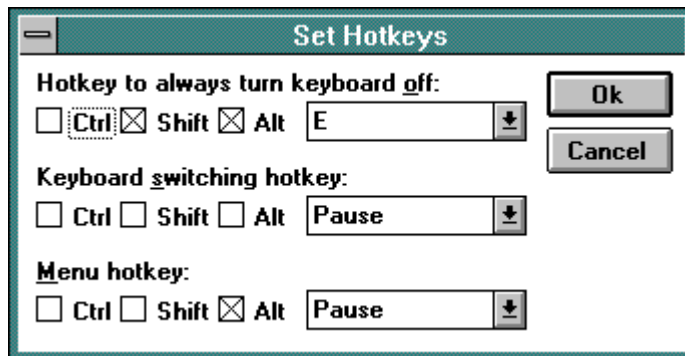 Set Hotkeys
Hotkey to always turn keyboard off:
Ctrl Shift Alt E
Ok
Cancel
Keyboard switching hotkey:
Ctrl Shift Alt Pause
Menu hotkey:
Ctrl Shift Alt Pause